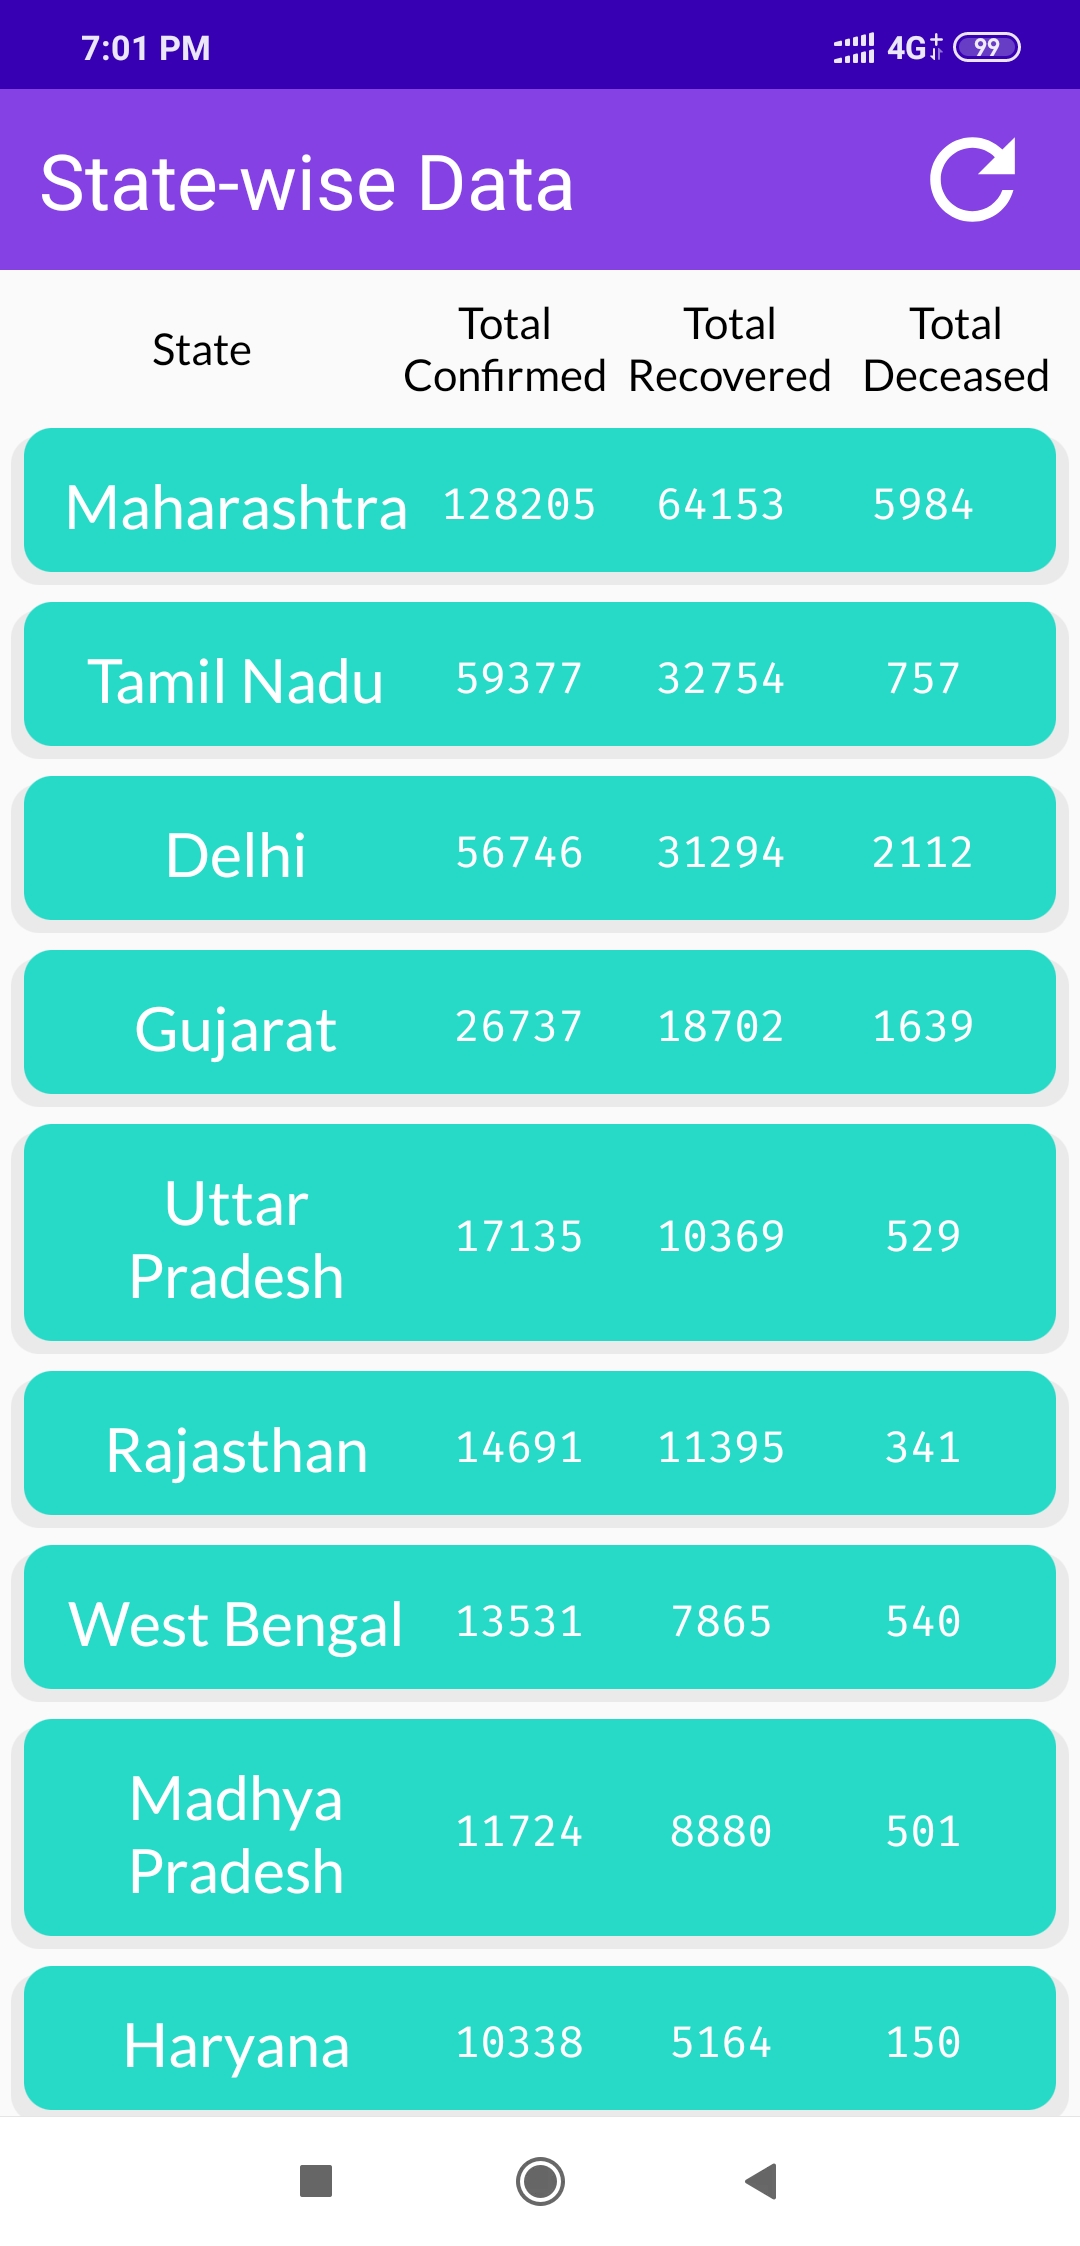 7:01 PM 4G+ 99
State-wise Data
State Total Confirmed Total Recovered Total Deceased
Maharashtra 128205 64153 5984
Tamil Nadu 59377 32754 757
Delhi 56746 31294 2112
Gujarat 26737 18702 1639
Uttar Pradesh 17135 10369 529
Rajasthan 14691 11395 341
West Bengal 13531 7865 540
Madhya Pradesh 11724 8880 501
Haryana 10338 5164 150